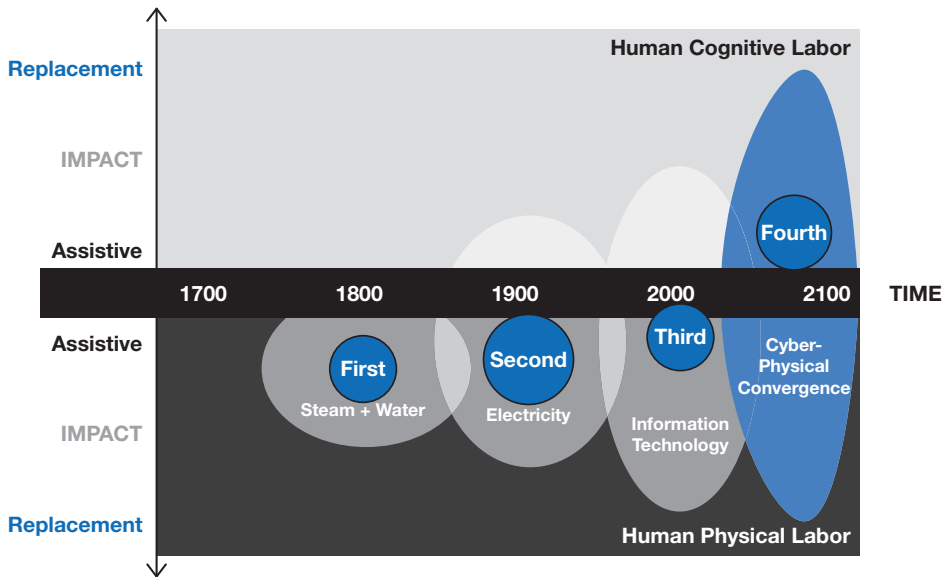 Human Cognitive Labor
Replacement
IMPACT
Fourth
Assistive
1700 1800 1900 2000 2100 TIME
Assistive
First
Second
Third
Cyber-
Physical
Convergence
Steam + Water
Electricity
Information
Technology
IMPACT
Replacement
Human Physical Labor